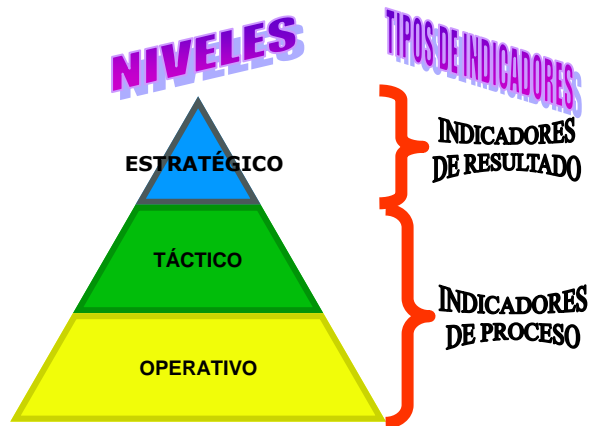 NIVELES
TIPOS DE INDICADORES
ESTRATÉGICO
INDICADORES
DE RESULTADO
TÁCTICO
INDICADORES
DE PROCESO
OPERATIVO